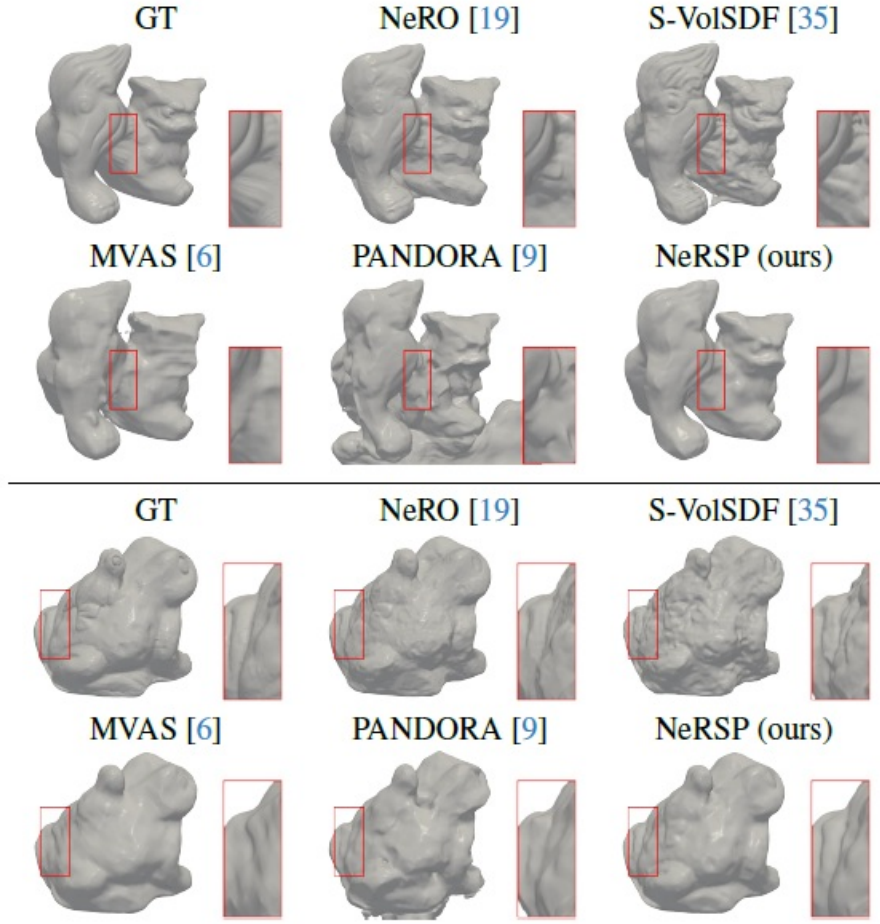 GT NeRO [19] S-VolSDF [35]
MVAS [6] PANDORA [9] NeRSP (ours)
GT NeRO [19] S-VolSDF [35]
MVAS [6] PANDORA [9] NeRSP (ours)